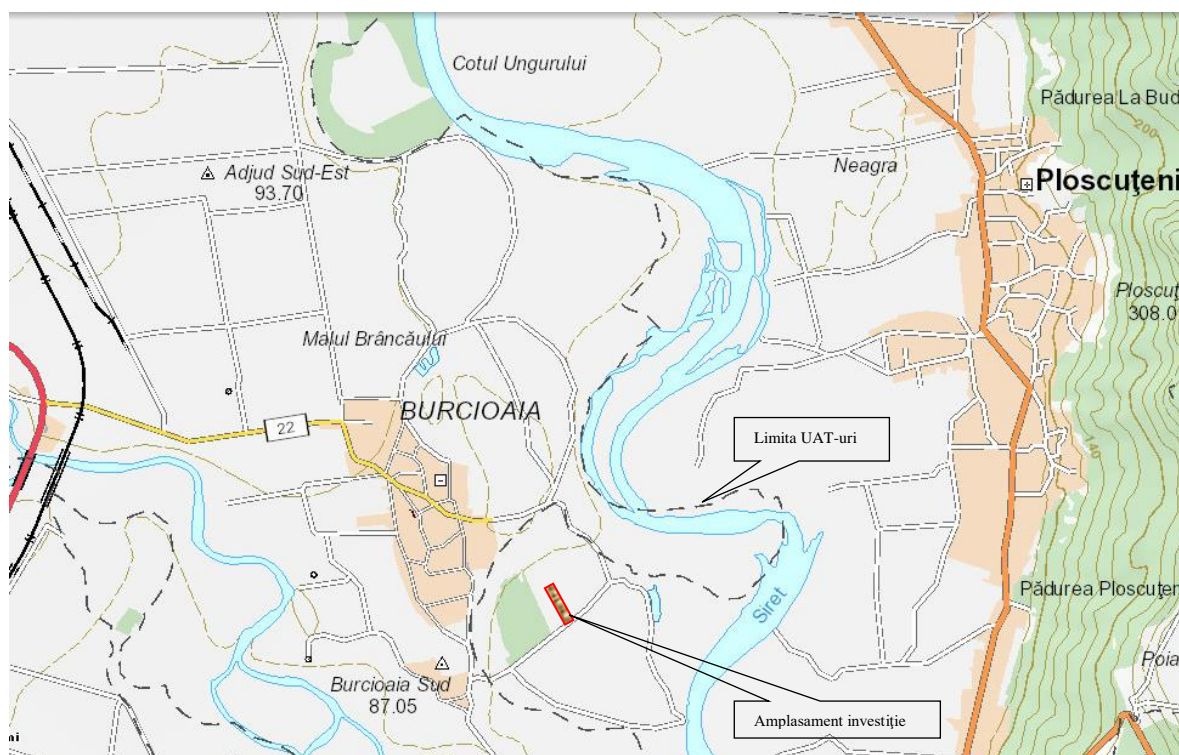 Cotul Ungurului
Pădurea La Bud
200
Neagra
Adjud Sud-Est
93.70
Ploscuţeni
Ploscuţ
308.0
Malul Brâncăului
BURCIOAIA
22
Limita UAT-uri
140
Siret
Pădurea Ploscuţen
Burcioaia Sud
87.05
Poia
Amplasament investiţie
mi